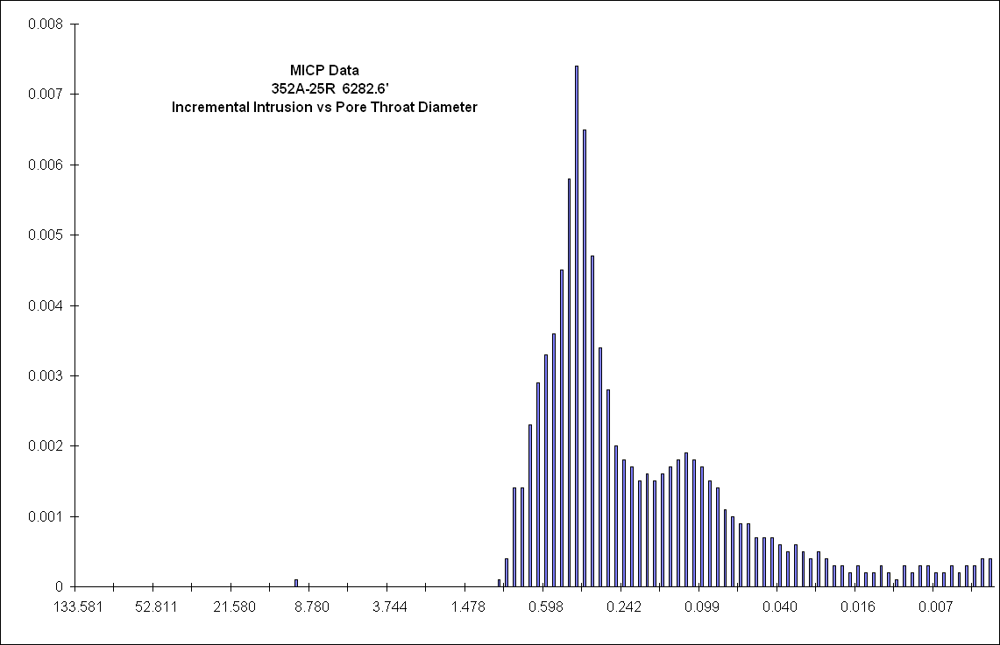 0.008
MICP Data
352A-25R 6282.6'
0.007
Incremental Intrusion vs Pore Throat Diameter
0.006
0.005
0.004
0.003
0.002
0.001
0
133.581 52.811 21.580 8.780 3.744 1.478 0.598 0.242 0.099 0.040 0.016 0.007